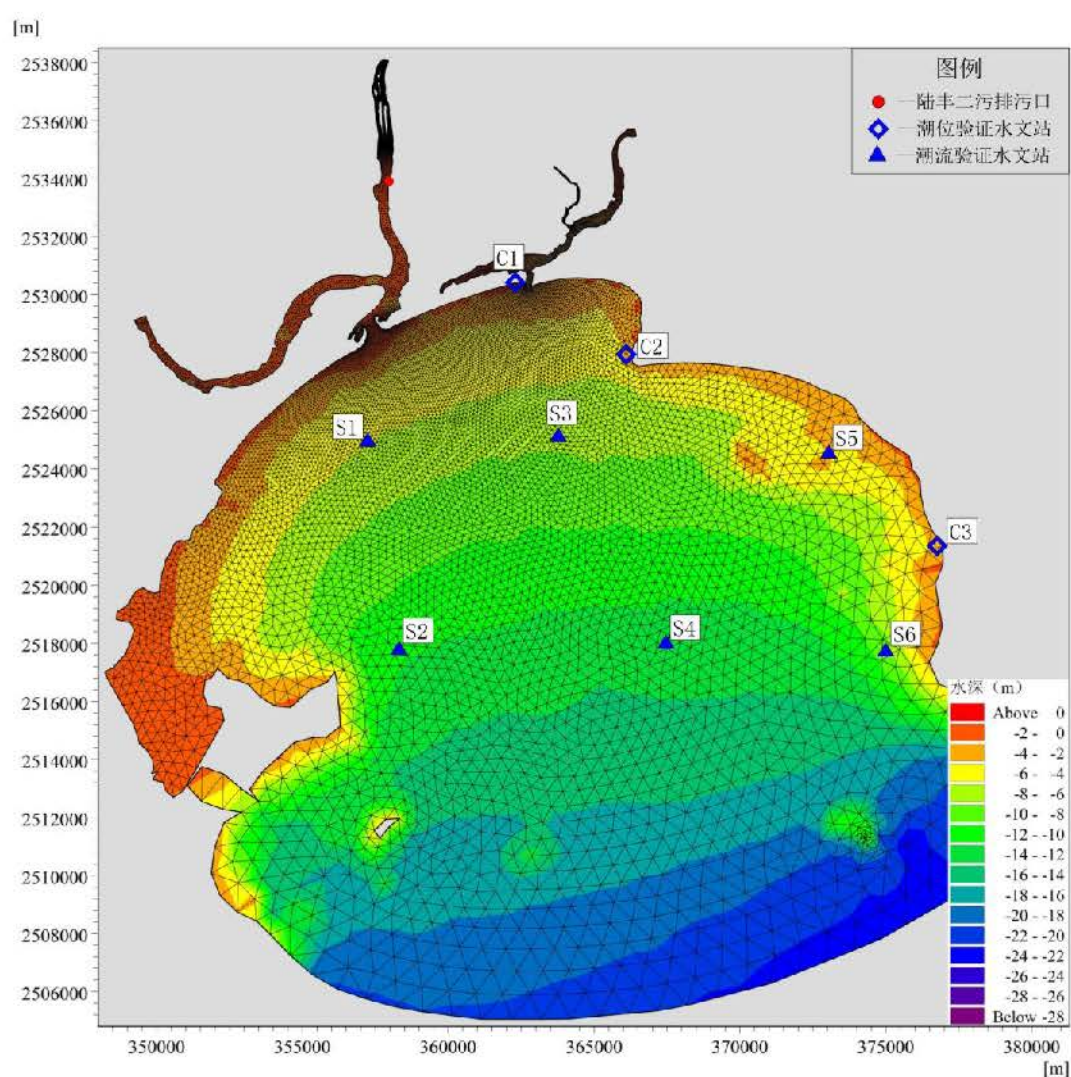 [m]
2538000
2536000
2534000
2532000
2530000
2528000
2526000
2524000
2522000
2520000
2518000
2516000
2514000
2512000
2510000
2508000
2506000
图例
—陆丰二污排污口
—潮位验证水文站
—潮流验证水文站
C1
C2
S1
S3
S5
C3
S2
S4
S6
水深（m）
Above 0
-2 - 0
-4 - -2
-6 - -4
-8 - -6
-10 - -8
-12 - -10
-14 - -12
-16 - -14
-18 - -16
-20 - -18
-22 - -20
-24 - -22
-26 - -24
-28 - -26
Below -28
350000 355000 360000 365000 370000 375000 380000
[m]